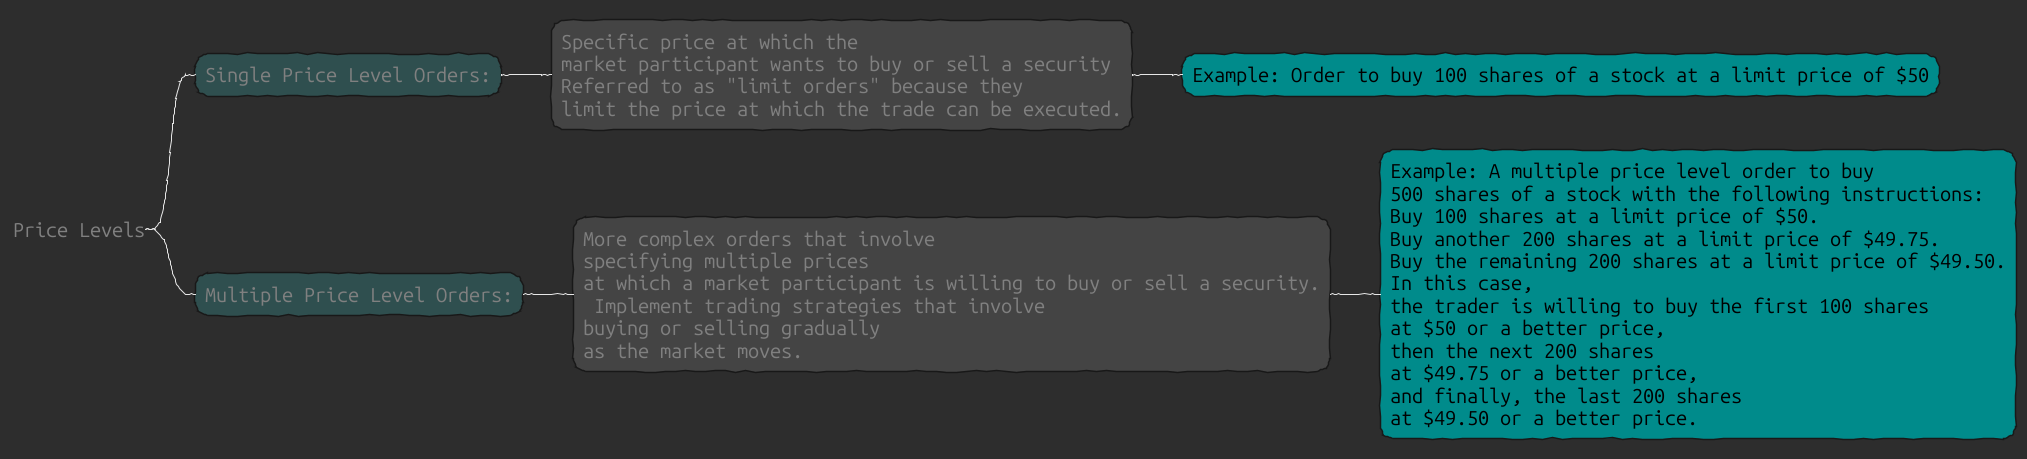 Price Levels
Single Price Level Orders:
Specific price at which the
market participant wants to buy or sell a security
Referred to as "limit orders" because they
limit the price at which the trade can be executed.
Example: Order to buy 100 shares of a stock at a limit price of $50
Multiple Price Level Orders:
More complex orders that involve
specifying multiple prices
at which a market participant is willing to buy or sell a security.
Implement trading strategies that involve
buying or selling gradually
as the market moves.
Example: A multiple price level order to buy
500 shares of a stock with the following instructions:
Buy 100 shares at a limit price of $50.
Buy another 200 shares at a limit price of $49.75.
Buy the remaining 200 shares at a limit price of $49.50.
In this case,
the trader is willing to buy the first 100 shares
at $50 or a better price,
then the next 200 shares
at $49.75 or a better price,
and finally, the last 200 shares
at $49.50 or a better price.